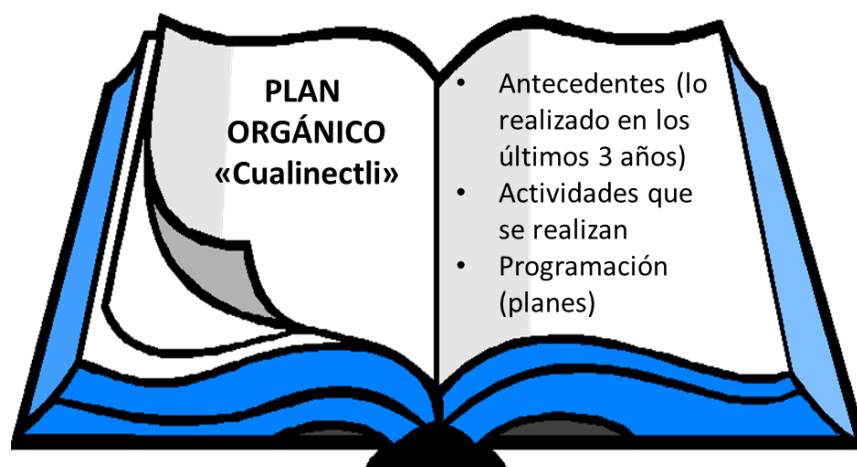 PLAN
ORGÁNICO
«Cualinectli»
• Antecedentes (lo
realizado en los
últimos 3 años)
• Actividades que
se realizan
• Programación
(planes)